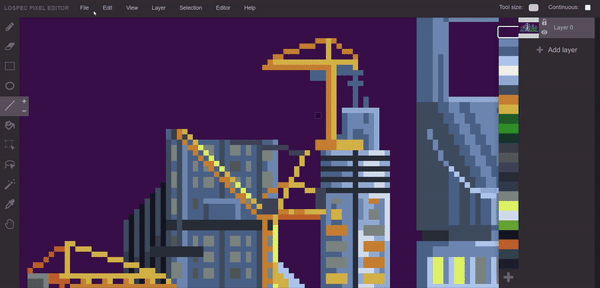 LOSPEC PIXEL EDITOR File Edit View Layer Selection Editor Help Tool size: Continuous:
Layer 0
Add layer